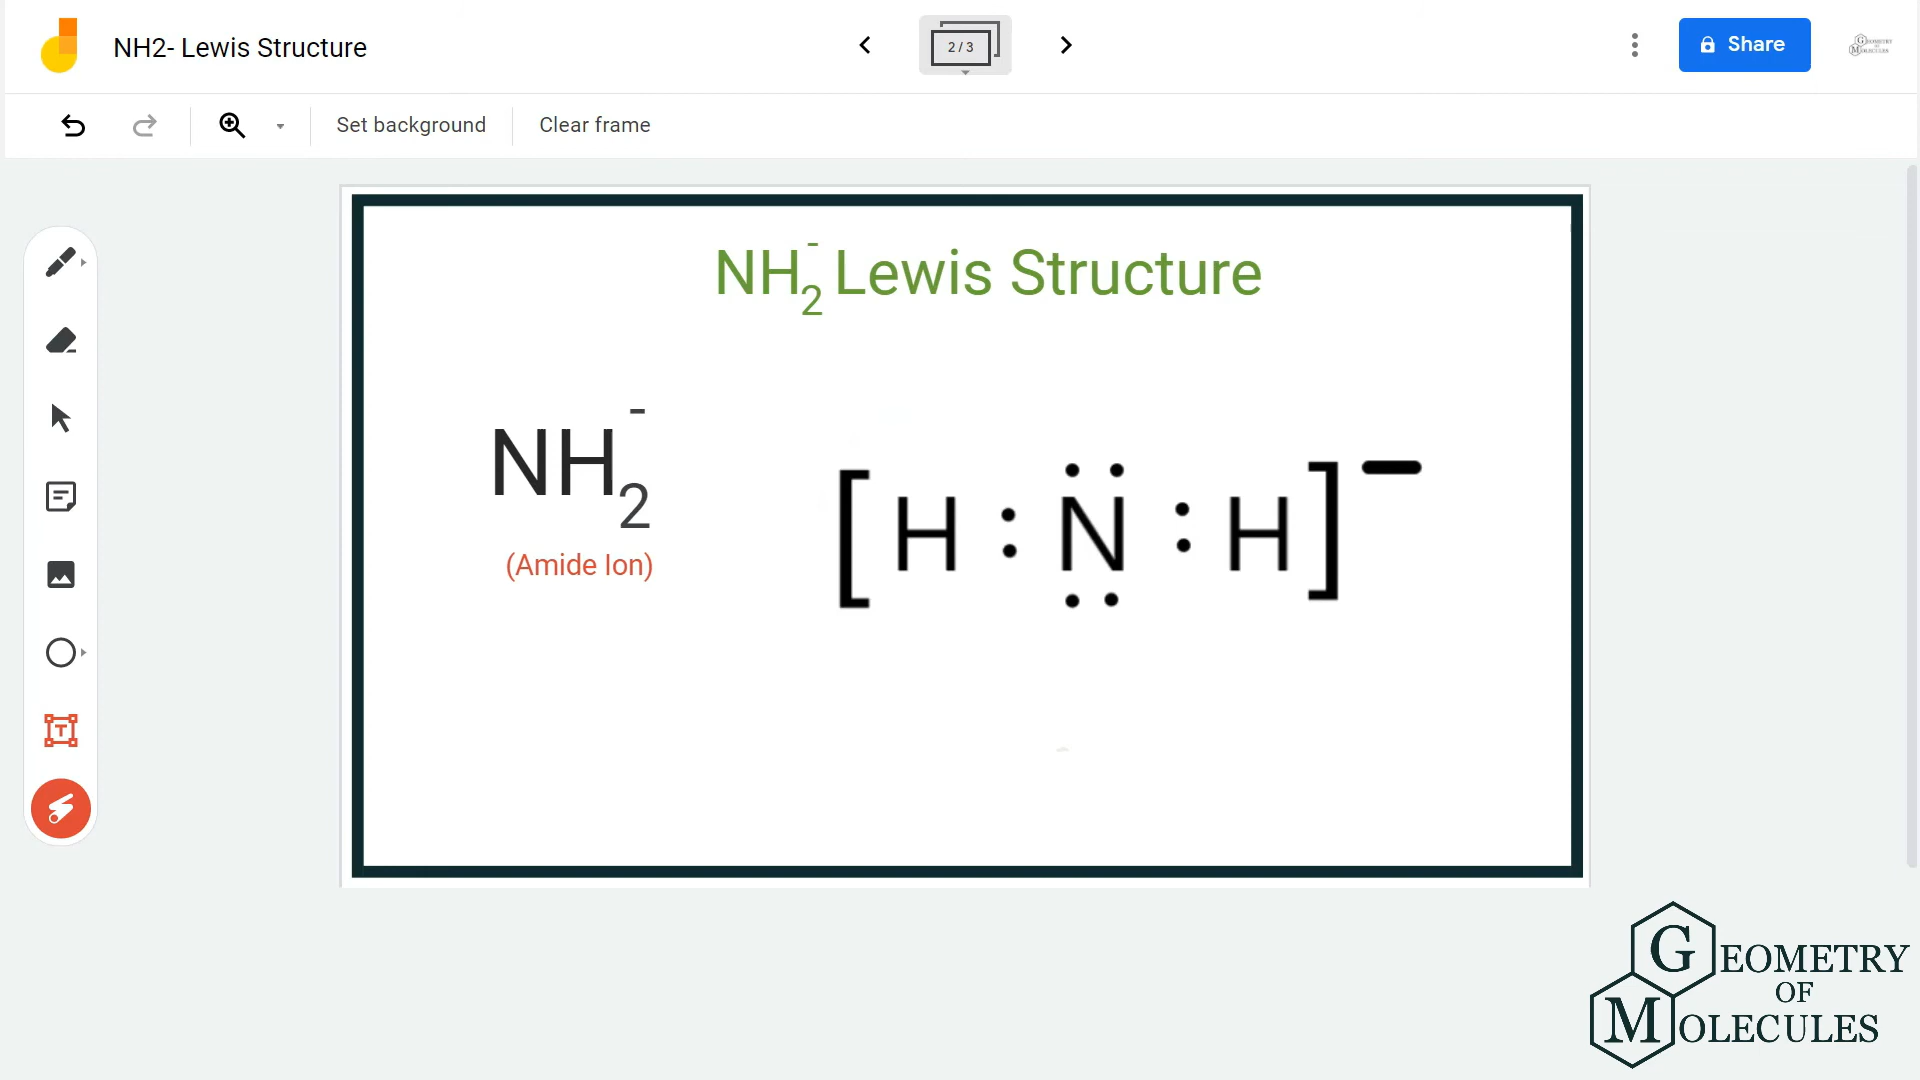 NH2- Lewis Structure
2 / 3
Share
Set background
Clear frame
NH₂⁻ Lewis Structure
NH₂⁻
(Amide Ion)
[H : N : H]⁻
GEOMETRY
OF
MOLECULES